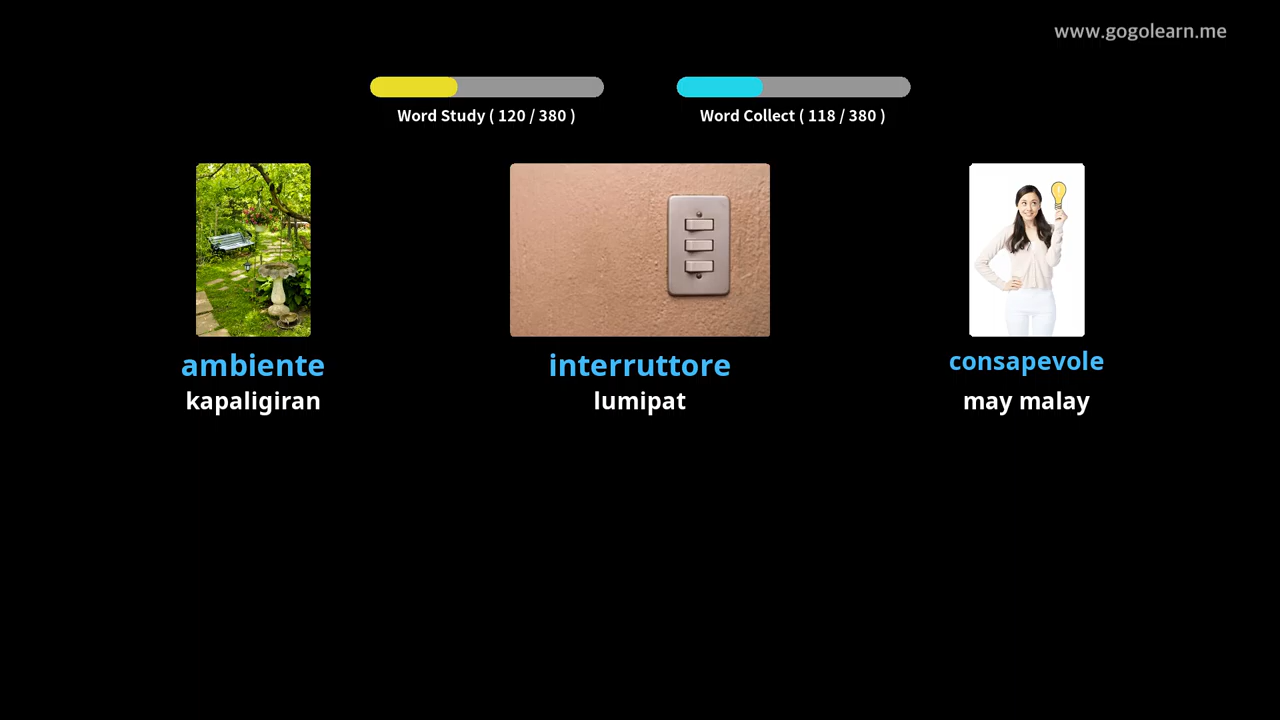 www.gogolearn.me
Word Study ( 120 / 380 )
Word Collect ( 118 / 380 )
ambiente
interruttore
consapevole
kapaligiran
lumipat
may malay